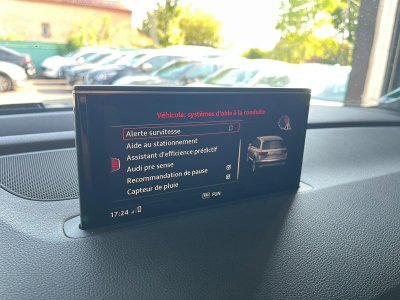 Véhicule: systèmes d'aide à la conduite
Alerte survitesse
Aide au stationnement
Assistant d'efficience prédictif
Audi pre sense
Recommandation de pause
Capteur de pluie
17:24
FUN